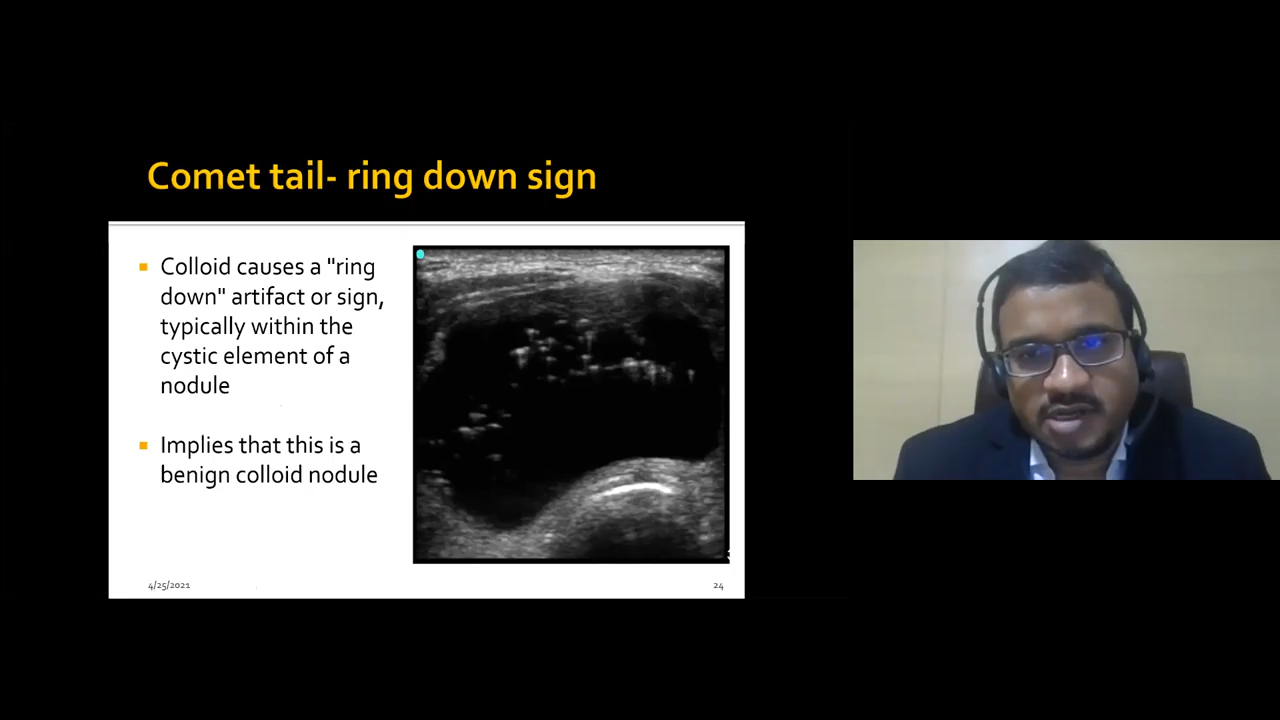 Comet tail- ring down sign
Colloid causes a "ring
down" artifact or sign,
typically within the
cystic element of a
nodule
Implies that this is a
benign colloid nodule
4/25/2021
24